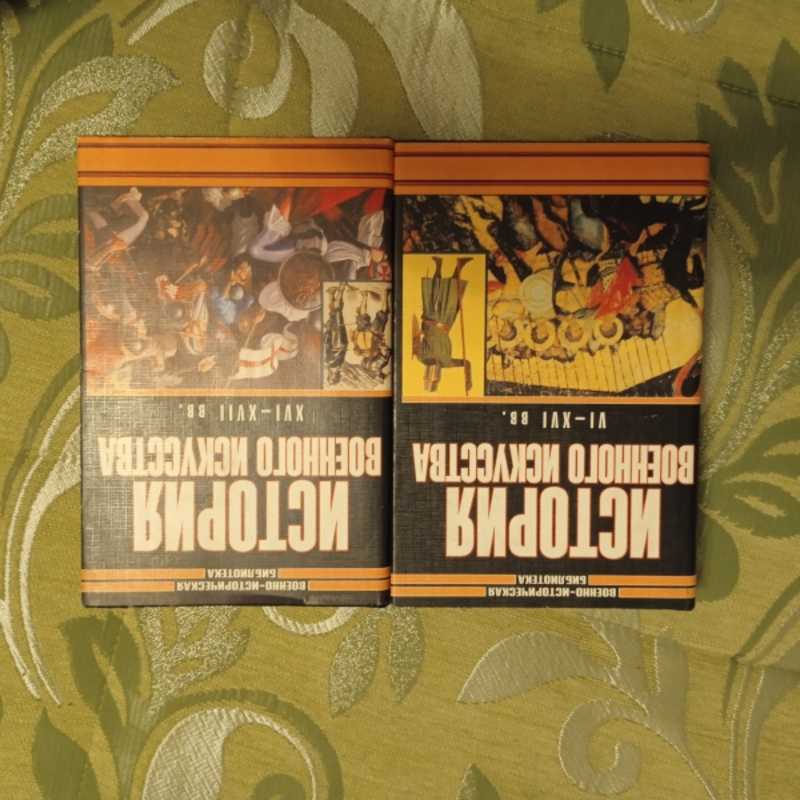 ВОЕННО-ИСТОРИЧЕСКАЯ
БИБЛИОТЕКА
ИСТОРИЯ
ВОЕННОГО ИСКУССТВА
VI–XVI ВВ.
ВОЕННО-ИСТОРИЧЕСКАЯ
БИБЛИОТЕКА
ИСТОРИЯ
ВОЕННОГО ИСКУССТВА
XVI–XVII ВВ.